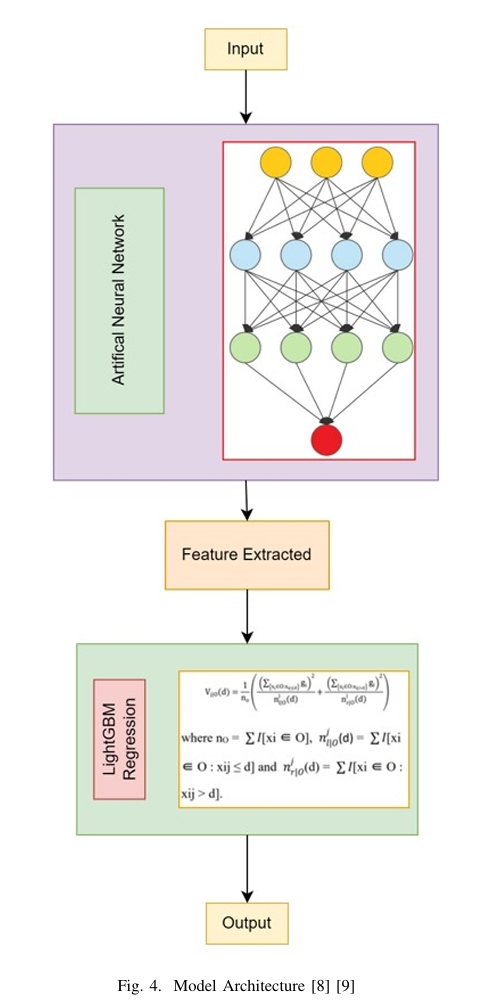 Input
Artifical Neural Network
Feature Extracted
LightGBM
Regression
where nO = ∑ I[xi ∈ O], n^j_{l|O}(d) = ∑ I[xi
∈ O : xij ≤ d] and n^j_{r|O}(d) = ∑ I[xi ∈ O :
xij > d].
Output
Fig. 4. Model Architecture [8] [9]